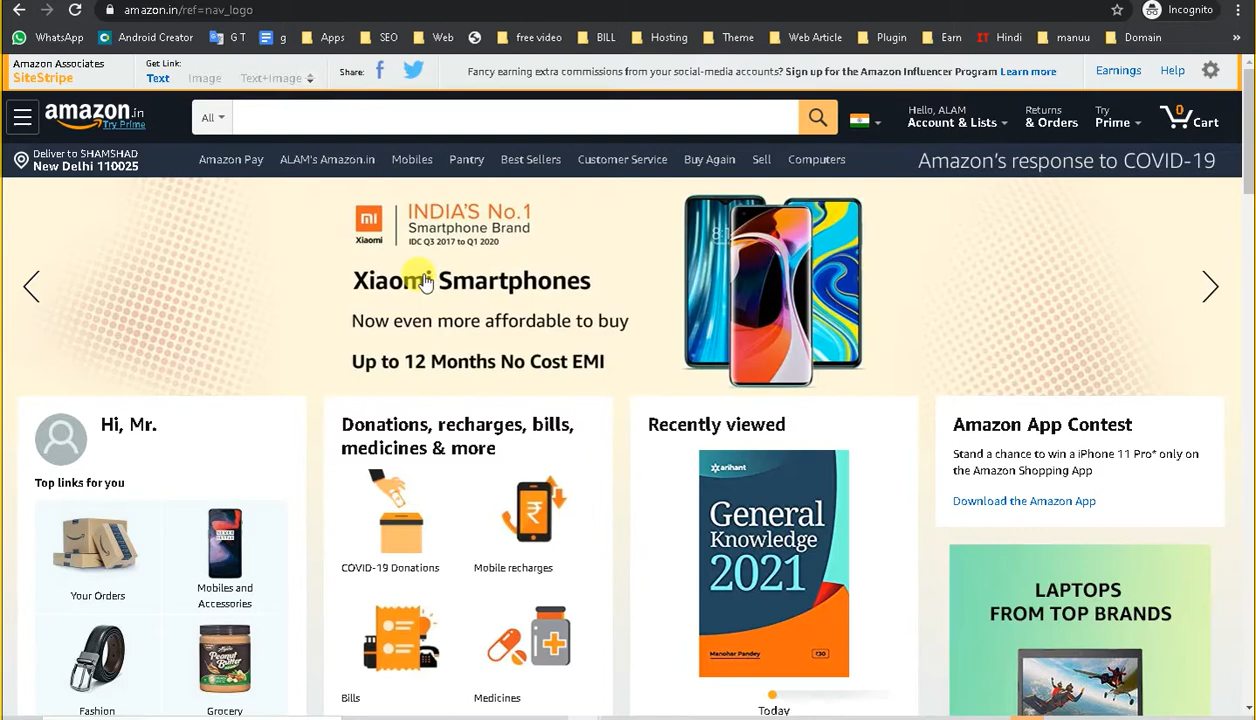 amazon.in/ref=nav_logo
Incognito
WhatsApp
Android Creator
G T
g
Apps
SEO
Web
free video
BILL
Hosting
Theme
Web Article
Plugin
Earn
Hindi
manuu
Domain
Amazon Associates
SiteStripe
Get Link:
Text
Image
Text+Image
Share:
Fancy earning extra commissions from your social-media accounts? Sign up for the Amazon Influencer Program Learn more
Earnings
Help
amazon.in
Try Prime
All
Hello, ALAM
Account & Lists
Returns
& Orders
Try
Prime
0
Cart
Deliver to SHAMSHAD
New Delhi 110025
Amazon Pay
ALAM's Amazon.in
Mobiles
Pantry
Best Sellers
Customer Service
Buy Again
Sell
Computers
Amazon's response to COVID-19
mi
Xiaomi
INDIA'S No.1
Smartphone Brand
IDC Q3 2017 to Q1 2020
Xiaomi Smartphones
Now even more affordable to buy
Up to 12 Months No Cost EMI
Hi, Mr.
Top links for you
Your Orders
Mobiles and
Accessories
Fashion
Peanut
Butter
Grocery
Donations, recharges, bills,
medicines & more
COVID-19 Donations
Mobile recharges
Bills
Medicines
Recently viewed
arihant
General
Knowledge
2021
Manohar Pandey
₹30
Today
Amazon App Contest
Stand a chance to win a iPhone 11 Pro* only on
the Amazon Shopping App
Download the Amazon App
LAPTOPS
FROM TOP BRANDS